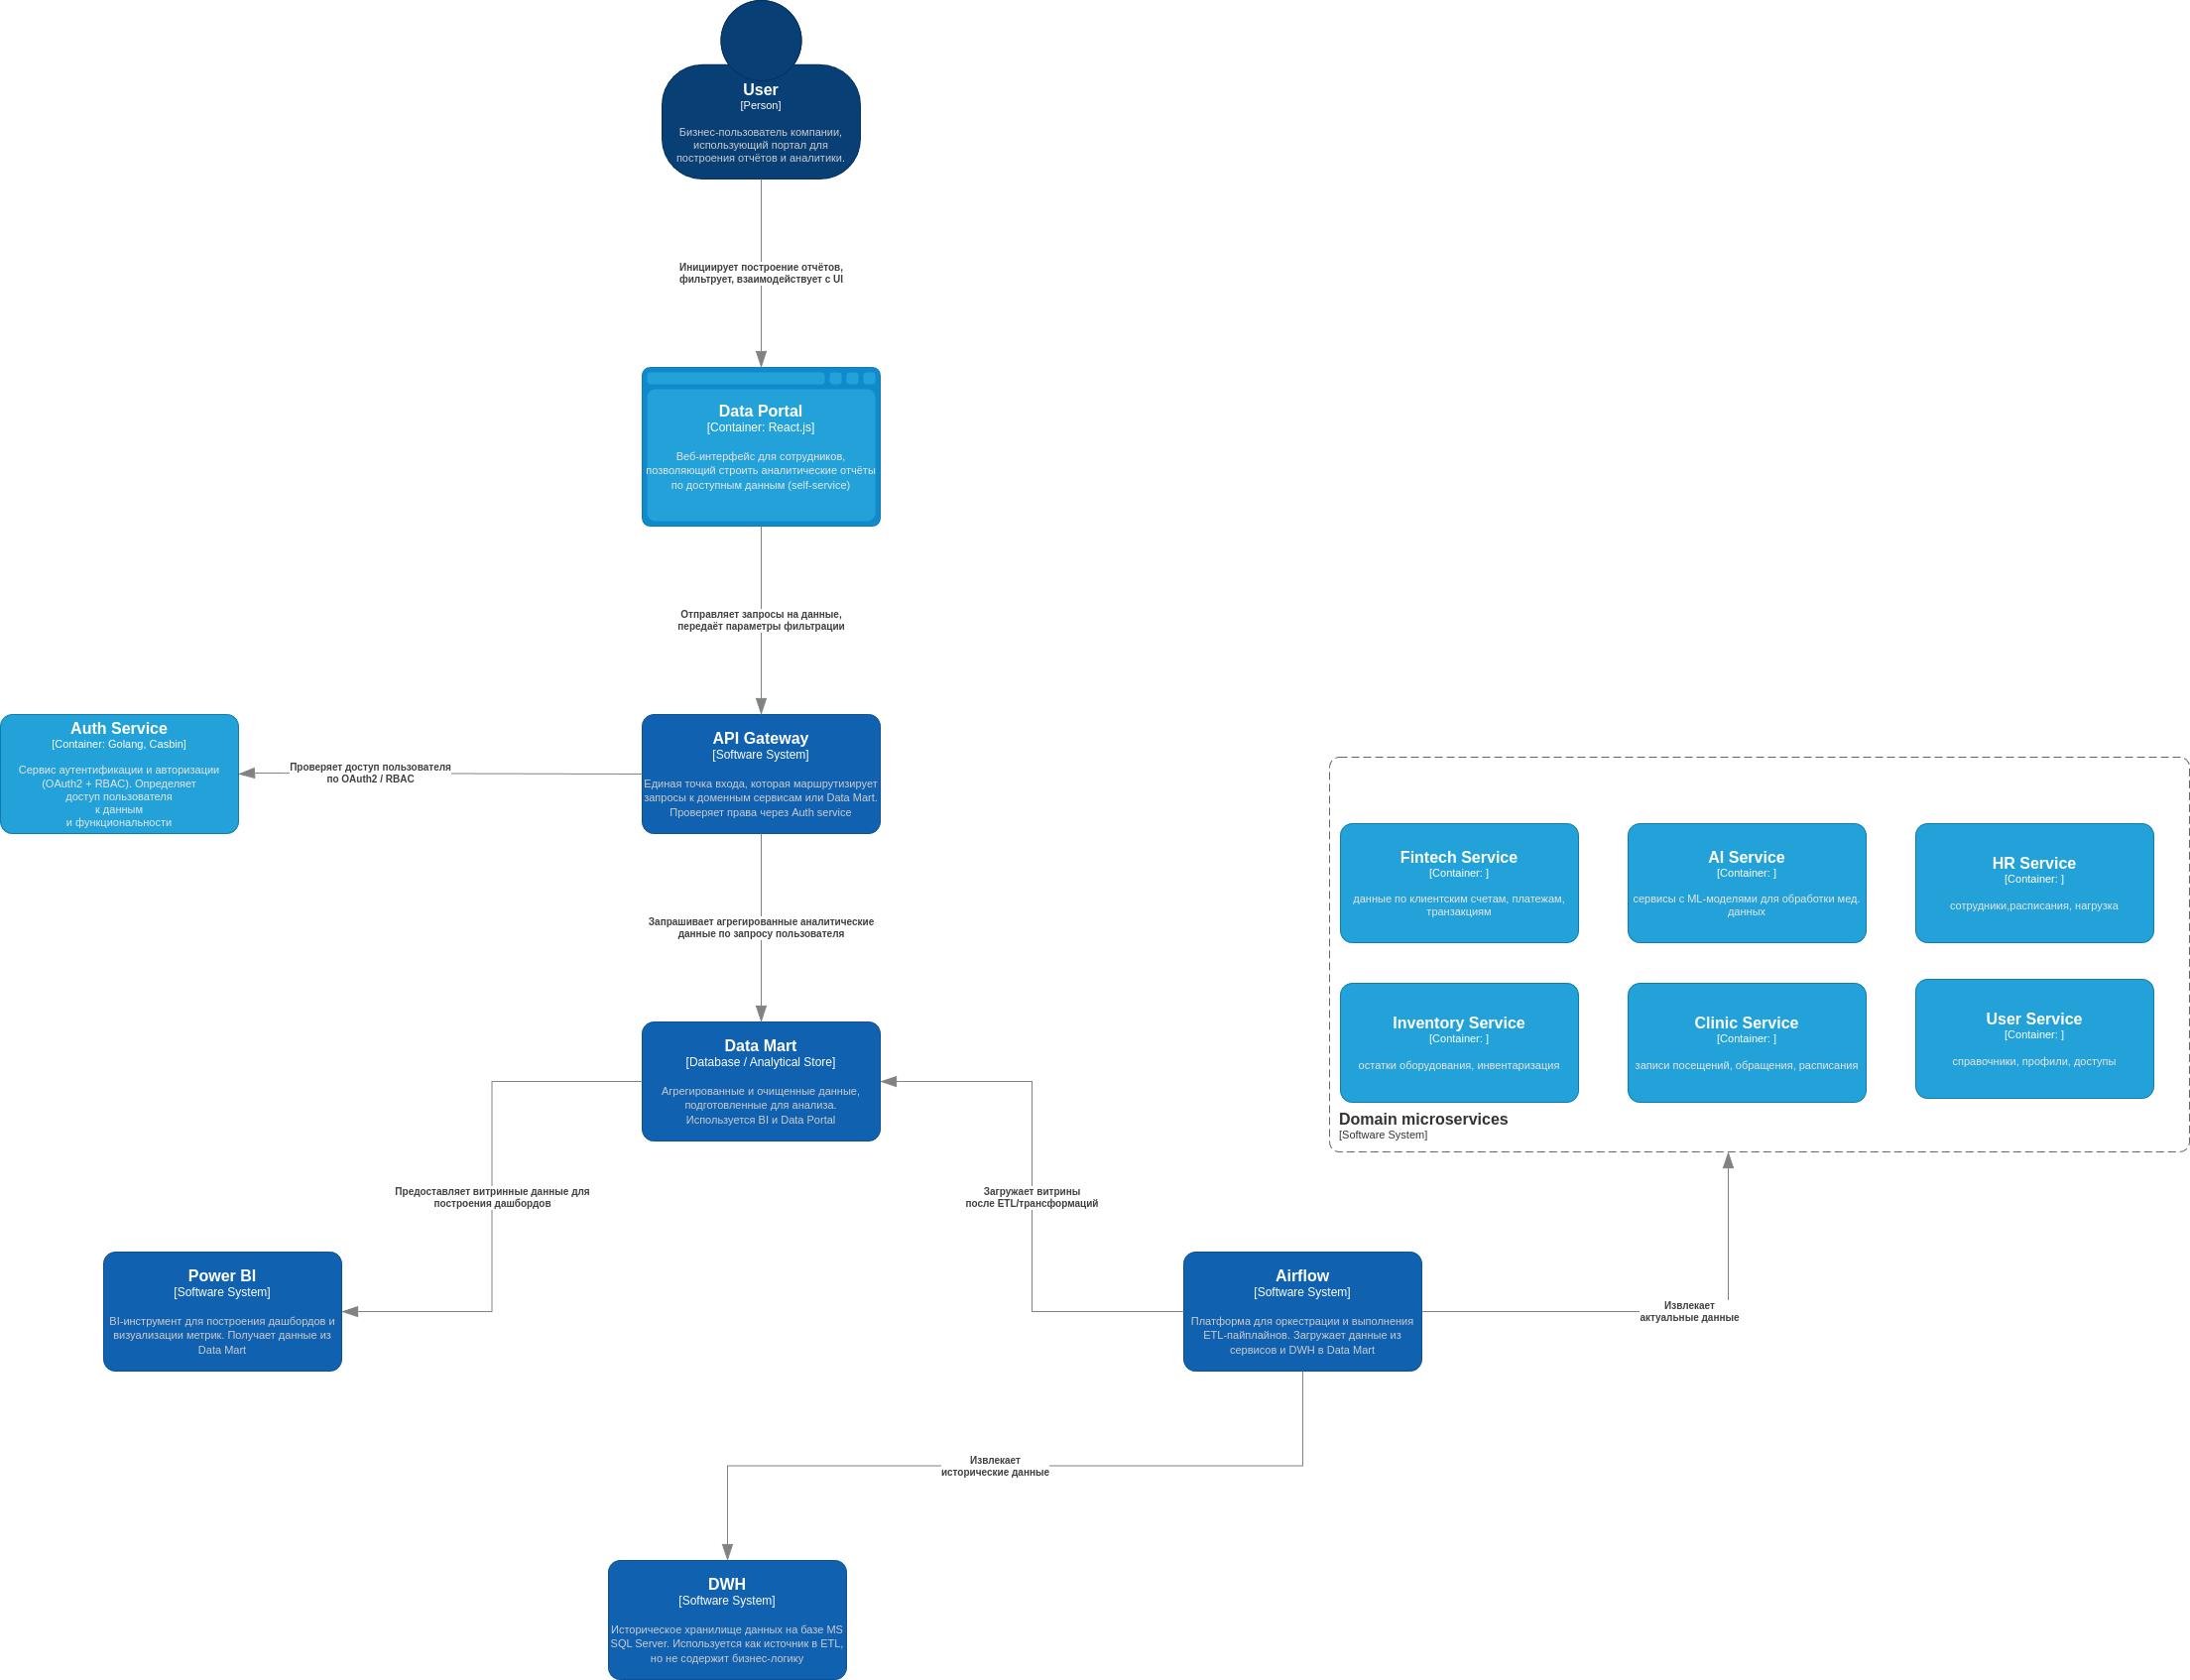 User
[Person]
Бизнес-пользователь компании,
использующий портал для
построения отчётов и аналитики.
Инициирует построение отчётов,
фильтрует, взаимодействует с UI
Data Portal
[Container: React.js]
Веб-интерфейс для сотрудников,
позволяющий строить аналитические отчёты
по доступным данным (self-service)
Отправляет запросы на данные,
передаёт параметры фильтрации
Auth Service
[Container: Golang, Casbin]
Сервис аутентификации и авторизации
(OAuth2 + RBAC). Определяет
доступ пользователя
к данным
и функциональности
Проверяет доступ пользователя
по OAuth2 / RBAC
API Gateway
[Software System]
Единая точка входа, которая маршрутизирует
запросы к доменным сервисам или Data Mart.
Проверяет права через Auth service
Запрашивает агрегированные аналитические
данные по запросу пользователя
Fintech Service
[Container: ]
данные по клиентским счетам, платежам,
транзакциям
AI Service
[Container: ]
сервисы с ML-моделями для обработки мед.
данных
HR Service
[Container: ]
сотрудники,расписания, нагрузка
Inventory Service
[Container: ]
остатки оборудования, инвентаризация
Clinic Service
[Container: ]
записи посещений, обращения, расписания
User Service
[Container: ]
справочники, профили, доступы
Domain microservices
[Software System]
Data Mart
[Database / Analytical Store]
Агрегированные и очищенные данные,
подготовленные для анализа.
Используется BI и Data Portal
Предоставляет витринные данные для
построения дашбордов
Загружает витрины
после ETL/трансформаций
Power BI
[Software System]
BI-инструмент для построения дашбордов и
визуализации метрик. Получает данные из
Data Mart
Airflow
[Software System]
Платформа для оркестрации и выполнения
ETL-пайплайнов. Загружает данные из
сервисов и DWH в Data Mart
Извлекает
актуальные данные
Извлекает
исторические данные
DWH
[Software System]
Историческое хранилище данных на базе MS
SQL Server. Используется как источник в ETL,
но не содержит бизнес-логику